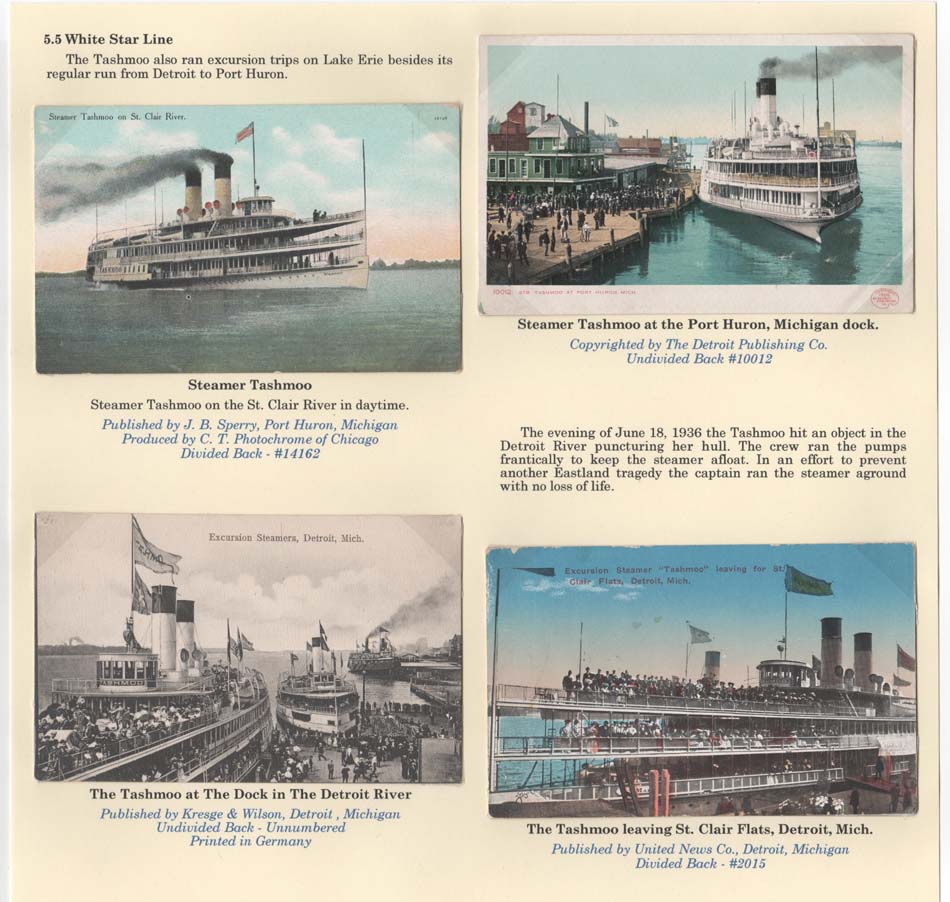 5.5 White Star Line
The Tashmoo also ran excursion trips on Lake Erie besides its
regular run from Detroit to Port Huron.
Steamer Tashmoo on St. Clair River.
Steamer Tashmoo
Steamer Tashmoo on the St. Clair River in daytime.
Published by J. B. Sperry, Port Huron, Michigan
Produced by C. T. Photochrome of Chicago
Divided Back - #14162
10012. STR. TASHMOO AT PORT HURON, MICH.
Steamer Tashmoo at the Port Huron, Michigan dock.
Copyrighted by The Detroit Publishing Co.
Undivided Back #10012
The evening of June 18, 1936 the Tashmoo hit an object in the
Detroit River puncturing her hull. The crew ran the pumps
frantically to keep the steamer afloat. In an effort to prevent
another Eastland tragedy the captain ran the steamer aground
with no loss of life.
Excursion Steamers, Detroit, Mich.
TASHMOO
The Tashmoo at The Dock in The Detroit River
Published by Kresge & Wilson, Detroit , Michigan
Undivided Back - Unnumbered
Printed in Germany
Excursion Steamer "Tashmoo" leaving for St.
Clair Flats, Detroit, Mich.
The Tashmoo leaving St. Clair Flats, Detroit, Mich.
Published by United News Co., Detroit, Michigan
Divided Back - #2015